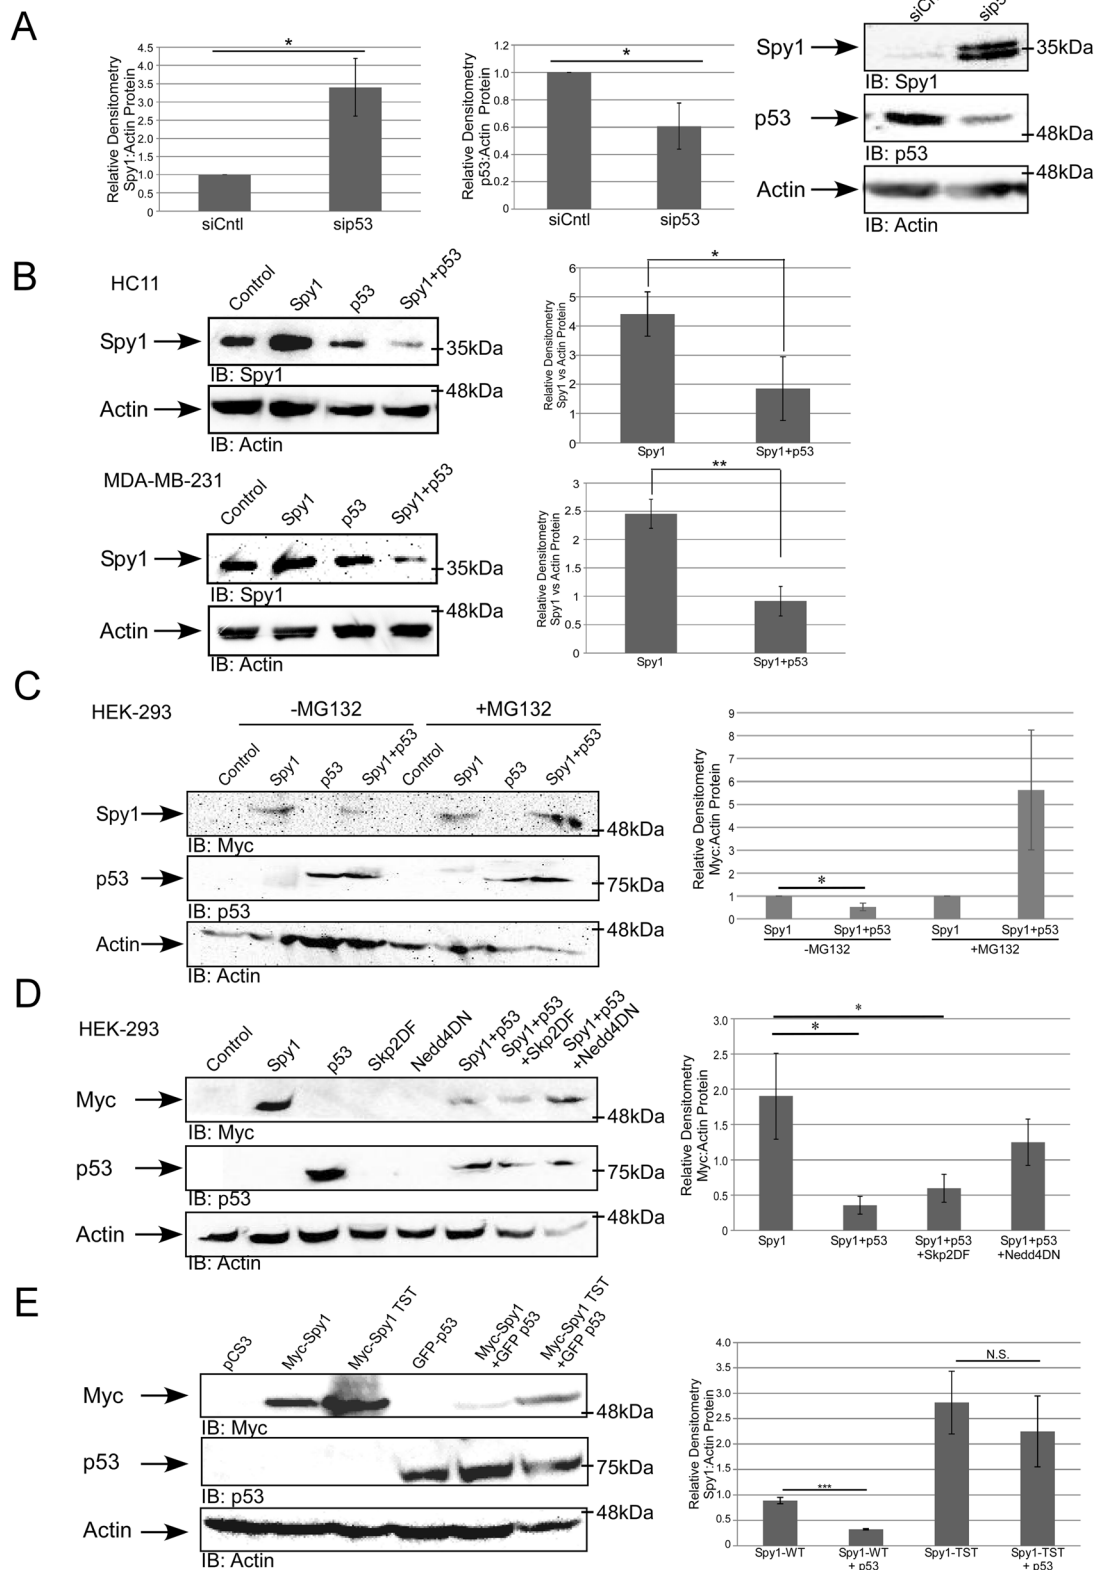 A
siCntl
sip53
4.5
4.0
3.5
3.0
2.5
2.0
1.5
1.0
0.5
0
Relative Densitometry
Spy1:Actin Protein
*
siCntl
sip53
1.2
1.0
0.8
0.6
0.4
0.2
0
Relative Densitometry
p53:Actin Protein
*
siCntl
sip53
Spy1
35kDa
IB: Spy1
p53
48kDa
IB: p53
48kDa
Actin
IB: Actin
B
HC11
Control
Spy1
p53
Spy1+p53
Spy1
35kDa
IB: Spy1
48kDa
Actin
IB: Actin
6
5
4
3
2
1
0
Relative Densitometry
Spy1 vs Actin Protein
*
Spy1
Spy1+p53
MDA-MB-231
Control
Spy1
p53
Spy1+p53
Spy1
35kDa
IB: Spy1
48kDa
Actin
IB: Actin
3
2.5
2
1.5
1
0.5
0
Relative Densitometry
Spy1 vs Actin Protein
**
Spy1
Spy1+p53
C
HEK-293
-MG132
+MG132
Control
Spy1
p53
Spy1+p53
Control
Spy1
p53
Spy1+p53
Spy1
48kDa
IB: Myc
p53
75kDa
IB: p53
48kDa
Actin
IB: Actin
9
8
7
6
5
4
3
2
1
0
Relative Densitometry
Myc:Actin Protein
*
Spy1
Spy1+p53
Spy1
Spy1+p53
-MG132
+MG132
D
HEK-293
Control
Spy1
p53
Skp2DF
Nedd4DN
Spy1+p53
Spy1+p53
+Skp2DF
Spy1+p53
+Nedd4DN
Myc
48kDa
IB: Myc
p53
75kDa
IB: p53
48kDa
Actin
IB: Actin
3.0
2.5
2.0
1.5
1.0
0.5
0
Relative Densitometry
Myc:Actin Protein
*
*
Spy1
Spy1+p53
Spy1+p53
+Skp2DF
Spy1+p53
+Nedd4DN
E
pCS3
Myc-Spy1
Myc-Spy1 TST
GFP-p53
Myc-Spy1
+GFP p53
Myc-Spy1 TST
+GFP p53
Myc
48kDa
IB: Myc
p53
75kDa
IB: p53
48kDa
Actin
IB: Actin
4.0
3.5
3.0
2.5
2.0
1.5
1.0
0.5
0
Relative Densitometry
Spy1:Actin Protein
***
N.S.
Spy1-WT
Spy1-WT
+ p53
Spy1-TST
Spy1-TST
+ p53